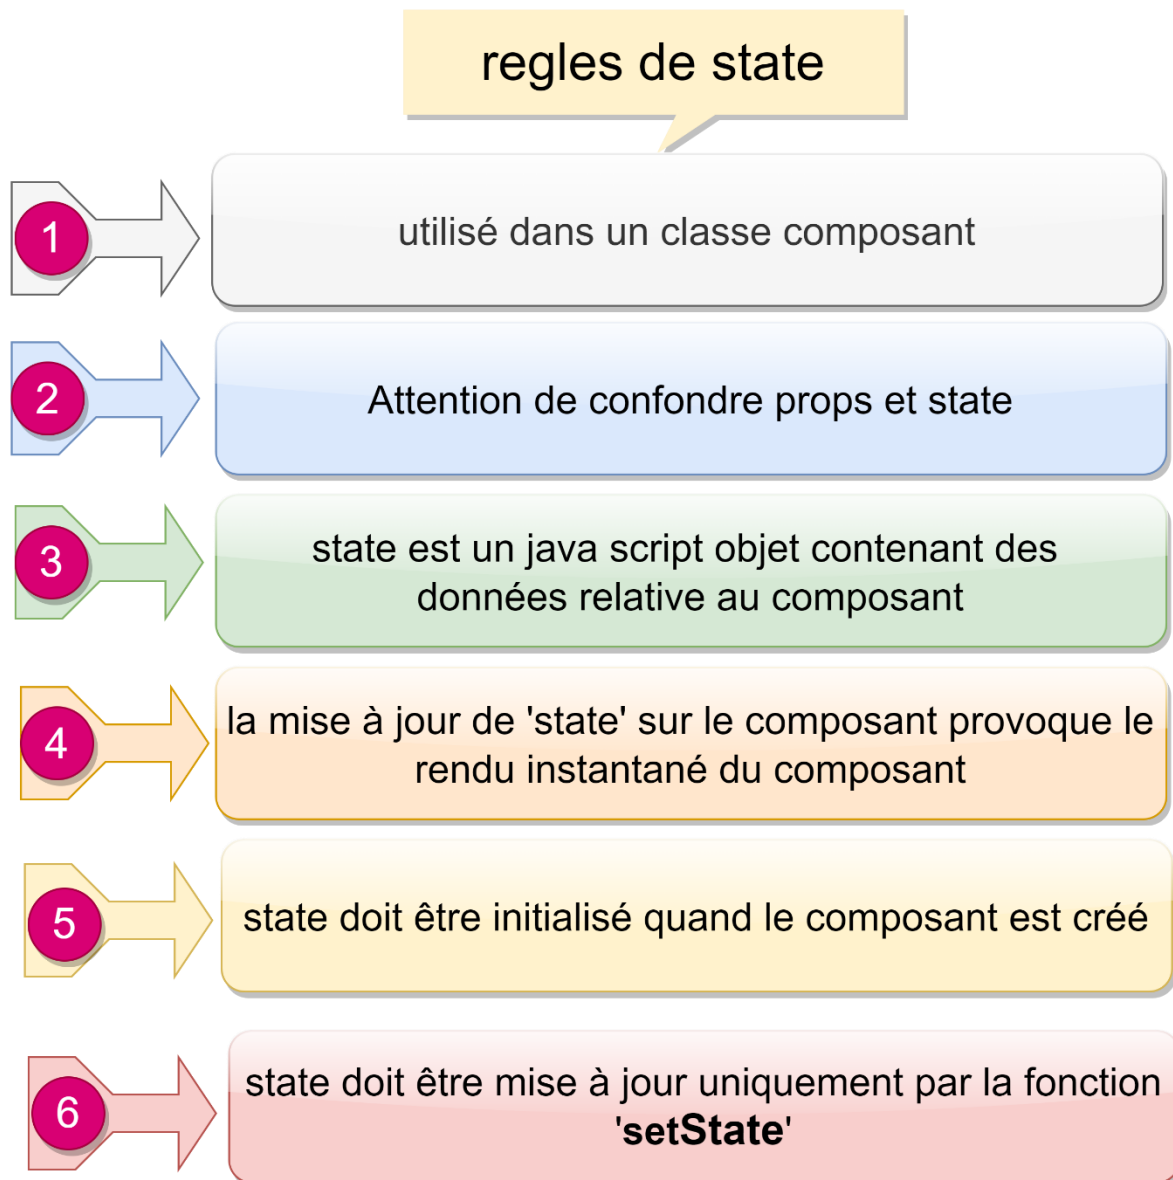 regles de state
1
utilisé dans un classe composant
2
Attention de confondre props et state
3
state est un java script objet contenant des
données relative au composant
4
la mise à jour de 'state' sur le composant provoque le
rendu instantané du composant
5
state doit être initialisé quand le composant est créé
6
state doit être mise à jour uniquement par la fonction
'setState'